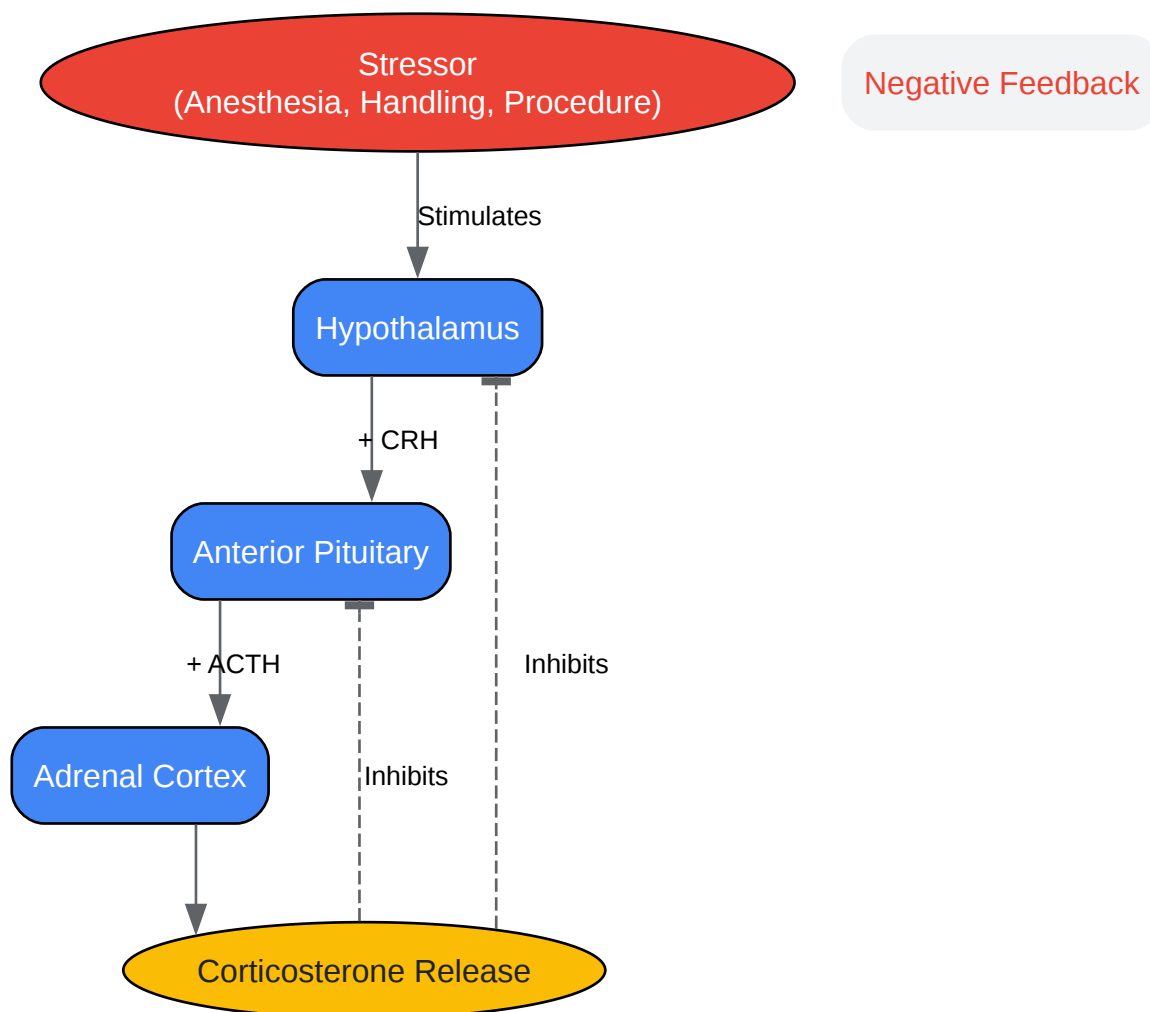 Stressor
(Anesthesia, Handling, Procedure)
Negative Feedback
Stimulates
Hypothalamus
+ CRH
Anterior Pituitary
+ ACTH
Inhibits
Adrenal Cortex
Inhibits
Corticosterone Release